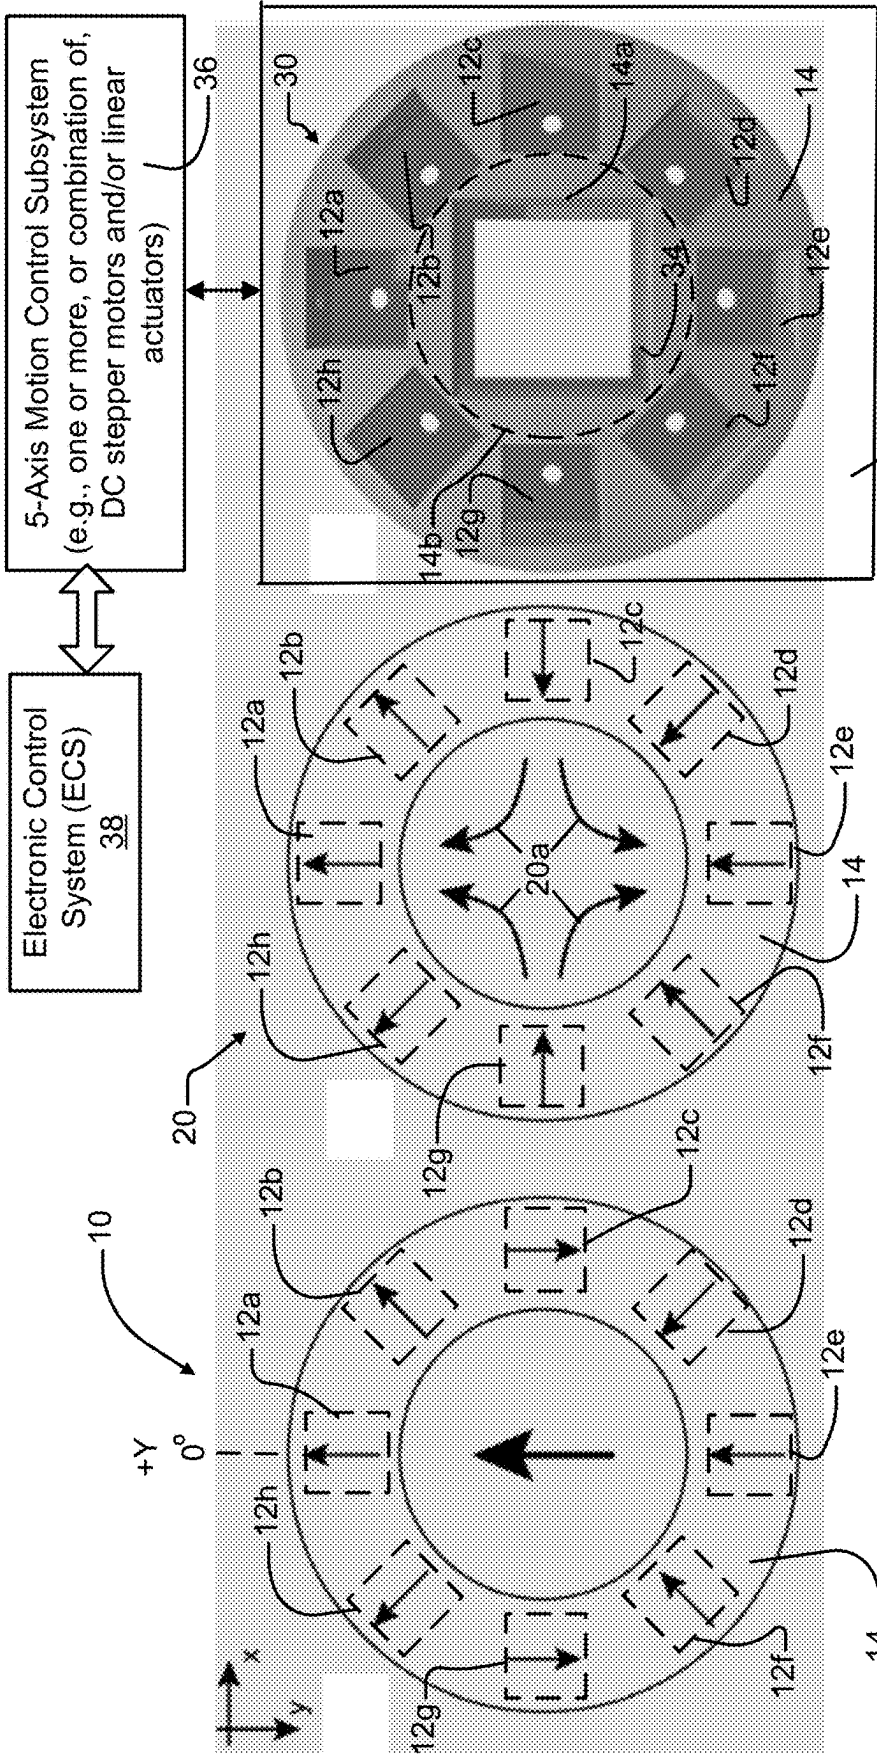 5-Axis Motion Control Subsystem
(e.g., one or more, or combination of,
DC stepper motors and/or linear
actuators)
36
Electronic Control
System (ECS)
38
10
+Y
0°
x
y
12a
12b
12c
12d
12e
12f
12g
12h
14
20
12a
12b
12c
12d
12e
12f
12g
12h
14
20a
30
12a
12b
12c
12d
12e
12f
12g
12h
14
14a
14b
34